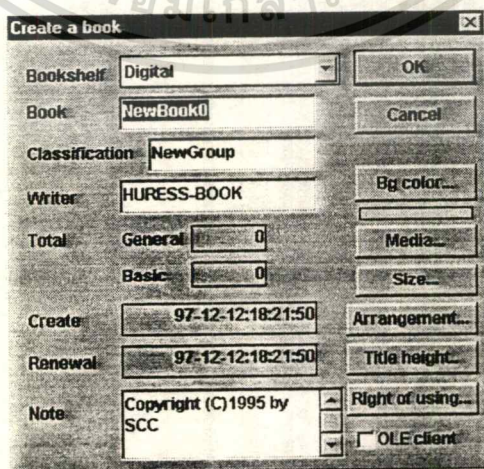 Create a book
Bookshelf Digital OK
Book NewBook0 Cancel
Classification NewGroup
Writer HURESS-BOOK Bg color...
Total General 0 Media...
Basic 0 Size...
Create 97-12-12:18:21:50 Arrangement...
Renewal 97-12-12:18:21:50 Title height...
Note Copyright (C)1995 by Right of using...
SCC
OLE client